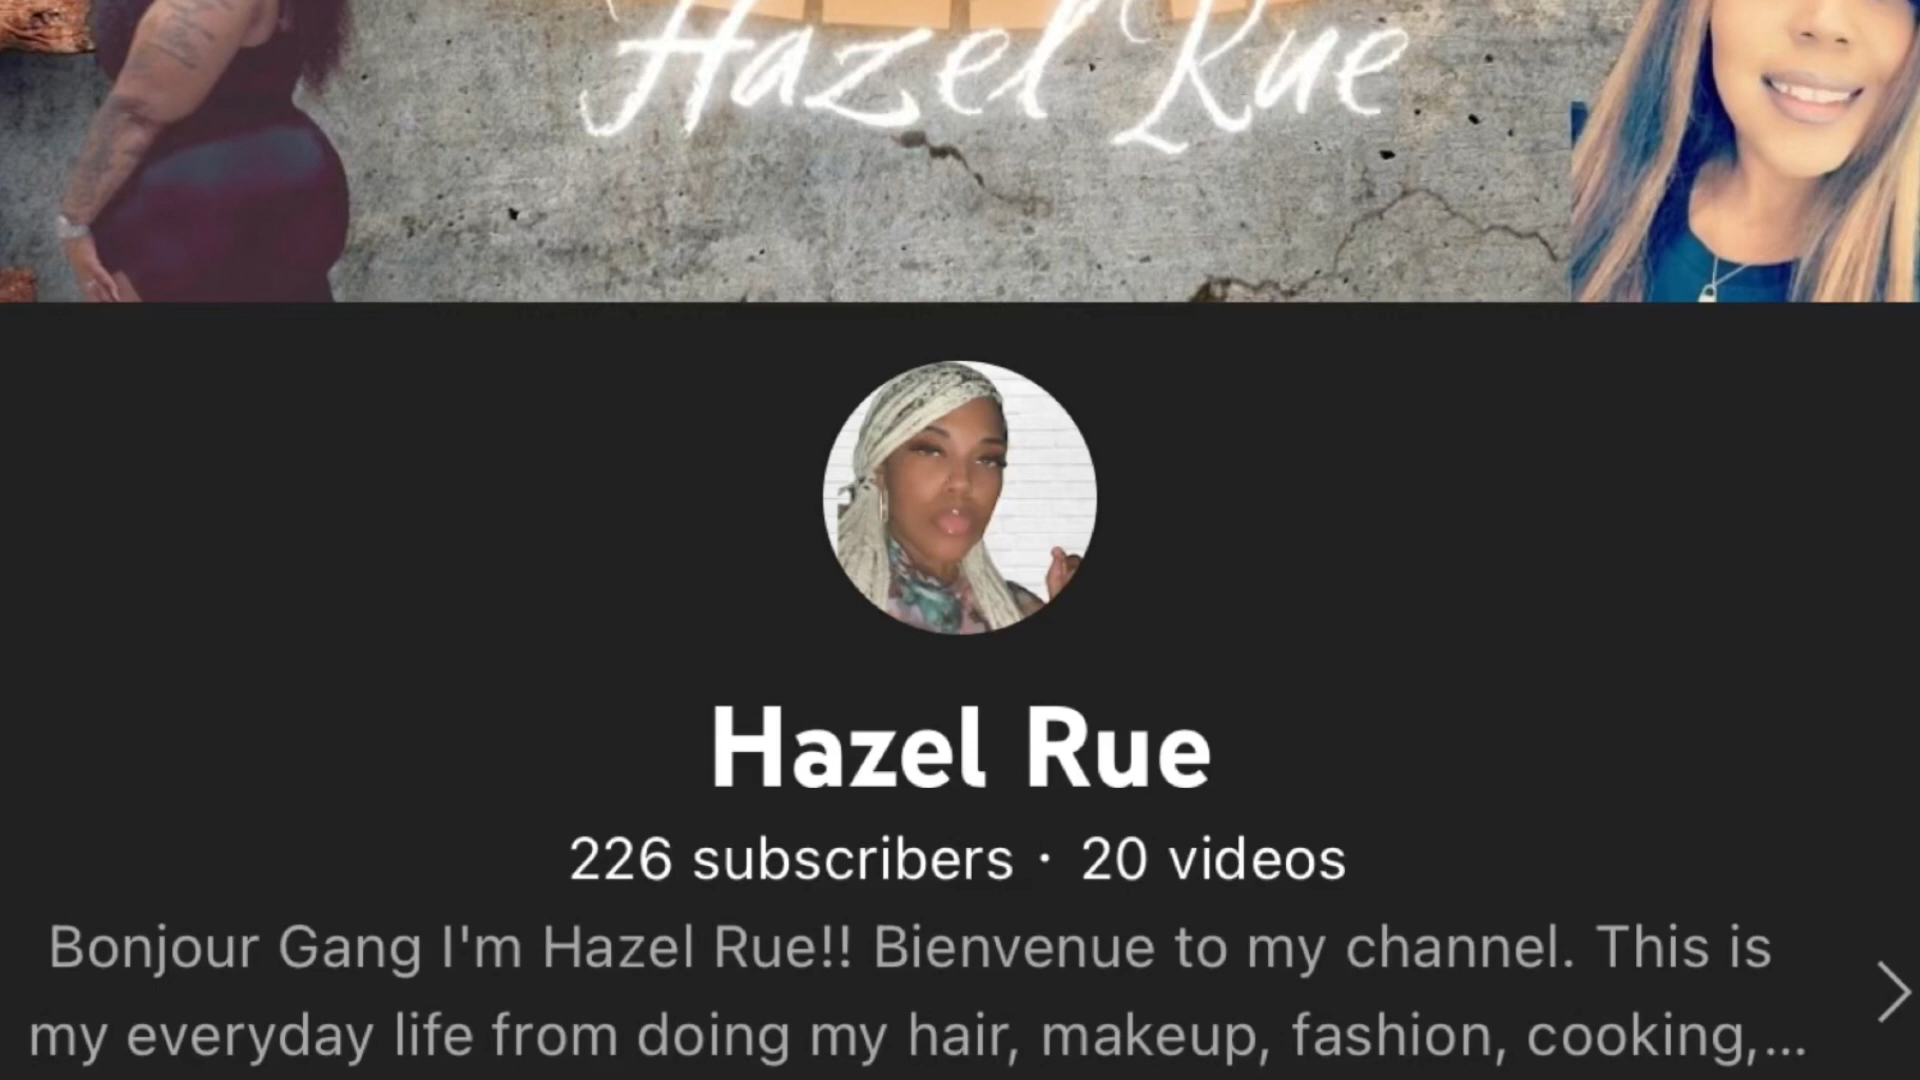 Hazel Rue
Hazel Rue
226 subscribers · 20 videos
Bonjour Gang I'm Hazel Rue!! Bienvenue to my channel. This is
my everyday life from doing my hair, makeup, fashion, cooking,...